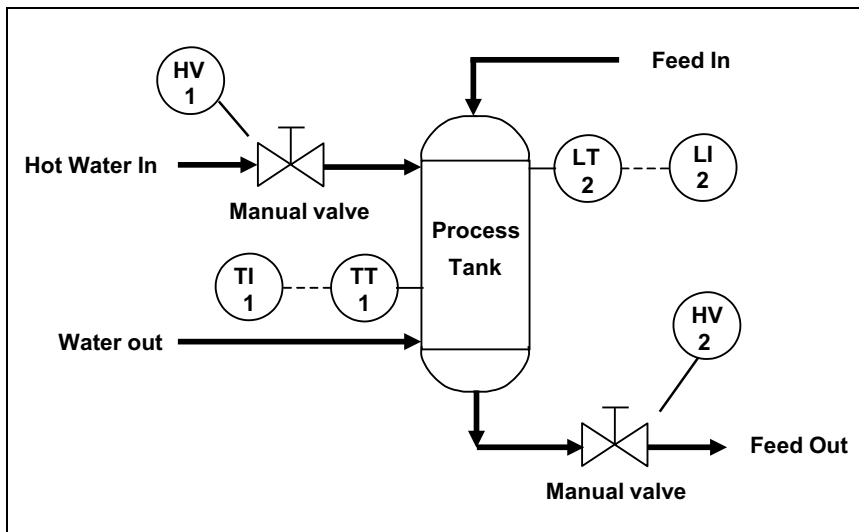 HV
1
Feed In
Hot Water In
LT
2
LI
2
Manual valve
Process
Tank
TI
1
TT
1
HV
2
Water out
Feed Out
Manual valve